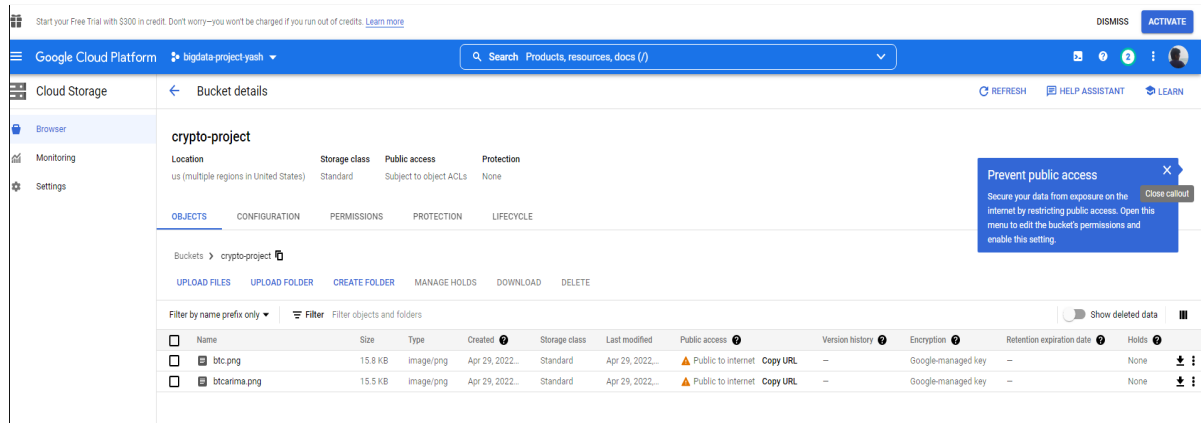 Start your Free Trial with $300 in credit. Don't worry—you won't be charged if you run out of credits. Learn more
DISMISS
ACTIVATE
Google Cloud Platform
bigdata-project-yash
Search Products, resources, docs (/)
2
Cloud Storage
Bucket details
REFRESH
HELP ASSISTANT
LEARN
Browser
Monitoring
Settings
crypto-project
Location Storage class Public access Protection
us (multiple regions in United States) Standard Subject to object ACLs None
Prevent public access
Close callout
Secure your data from exposure on the
internet by restricting public access. Open this
menu to edit the bucket's permissions and
enable this setting.
OBJECTS CONFIGURATION PERMISSIONS PROTECTION LIFECYCLE
Buckets > crypto-project
UPLOAD FILES UPLOAD FOLDER CREATE FOLDER MANAGE HOLDS DOWNLOAD DELETE
Filter by name prefix only Filter Filter objects and folders Show deleted data
Name Size Type Created Storage class Last modified Public access Version history Encryption Retention expiration date Holds
btc.png 15.8 KB image/png Apr 29, 2022... Standard Apr 29, 2022,... Public to internet Copy URL — Google-managed key — None
btcarima.png 15.5 KB image/png Apr 29, 2022... Standard Apr 29, 2022,... Public to internet Copy URL — Google-managed key — None